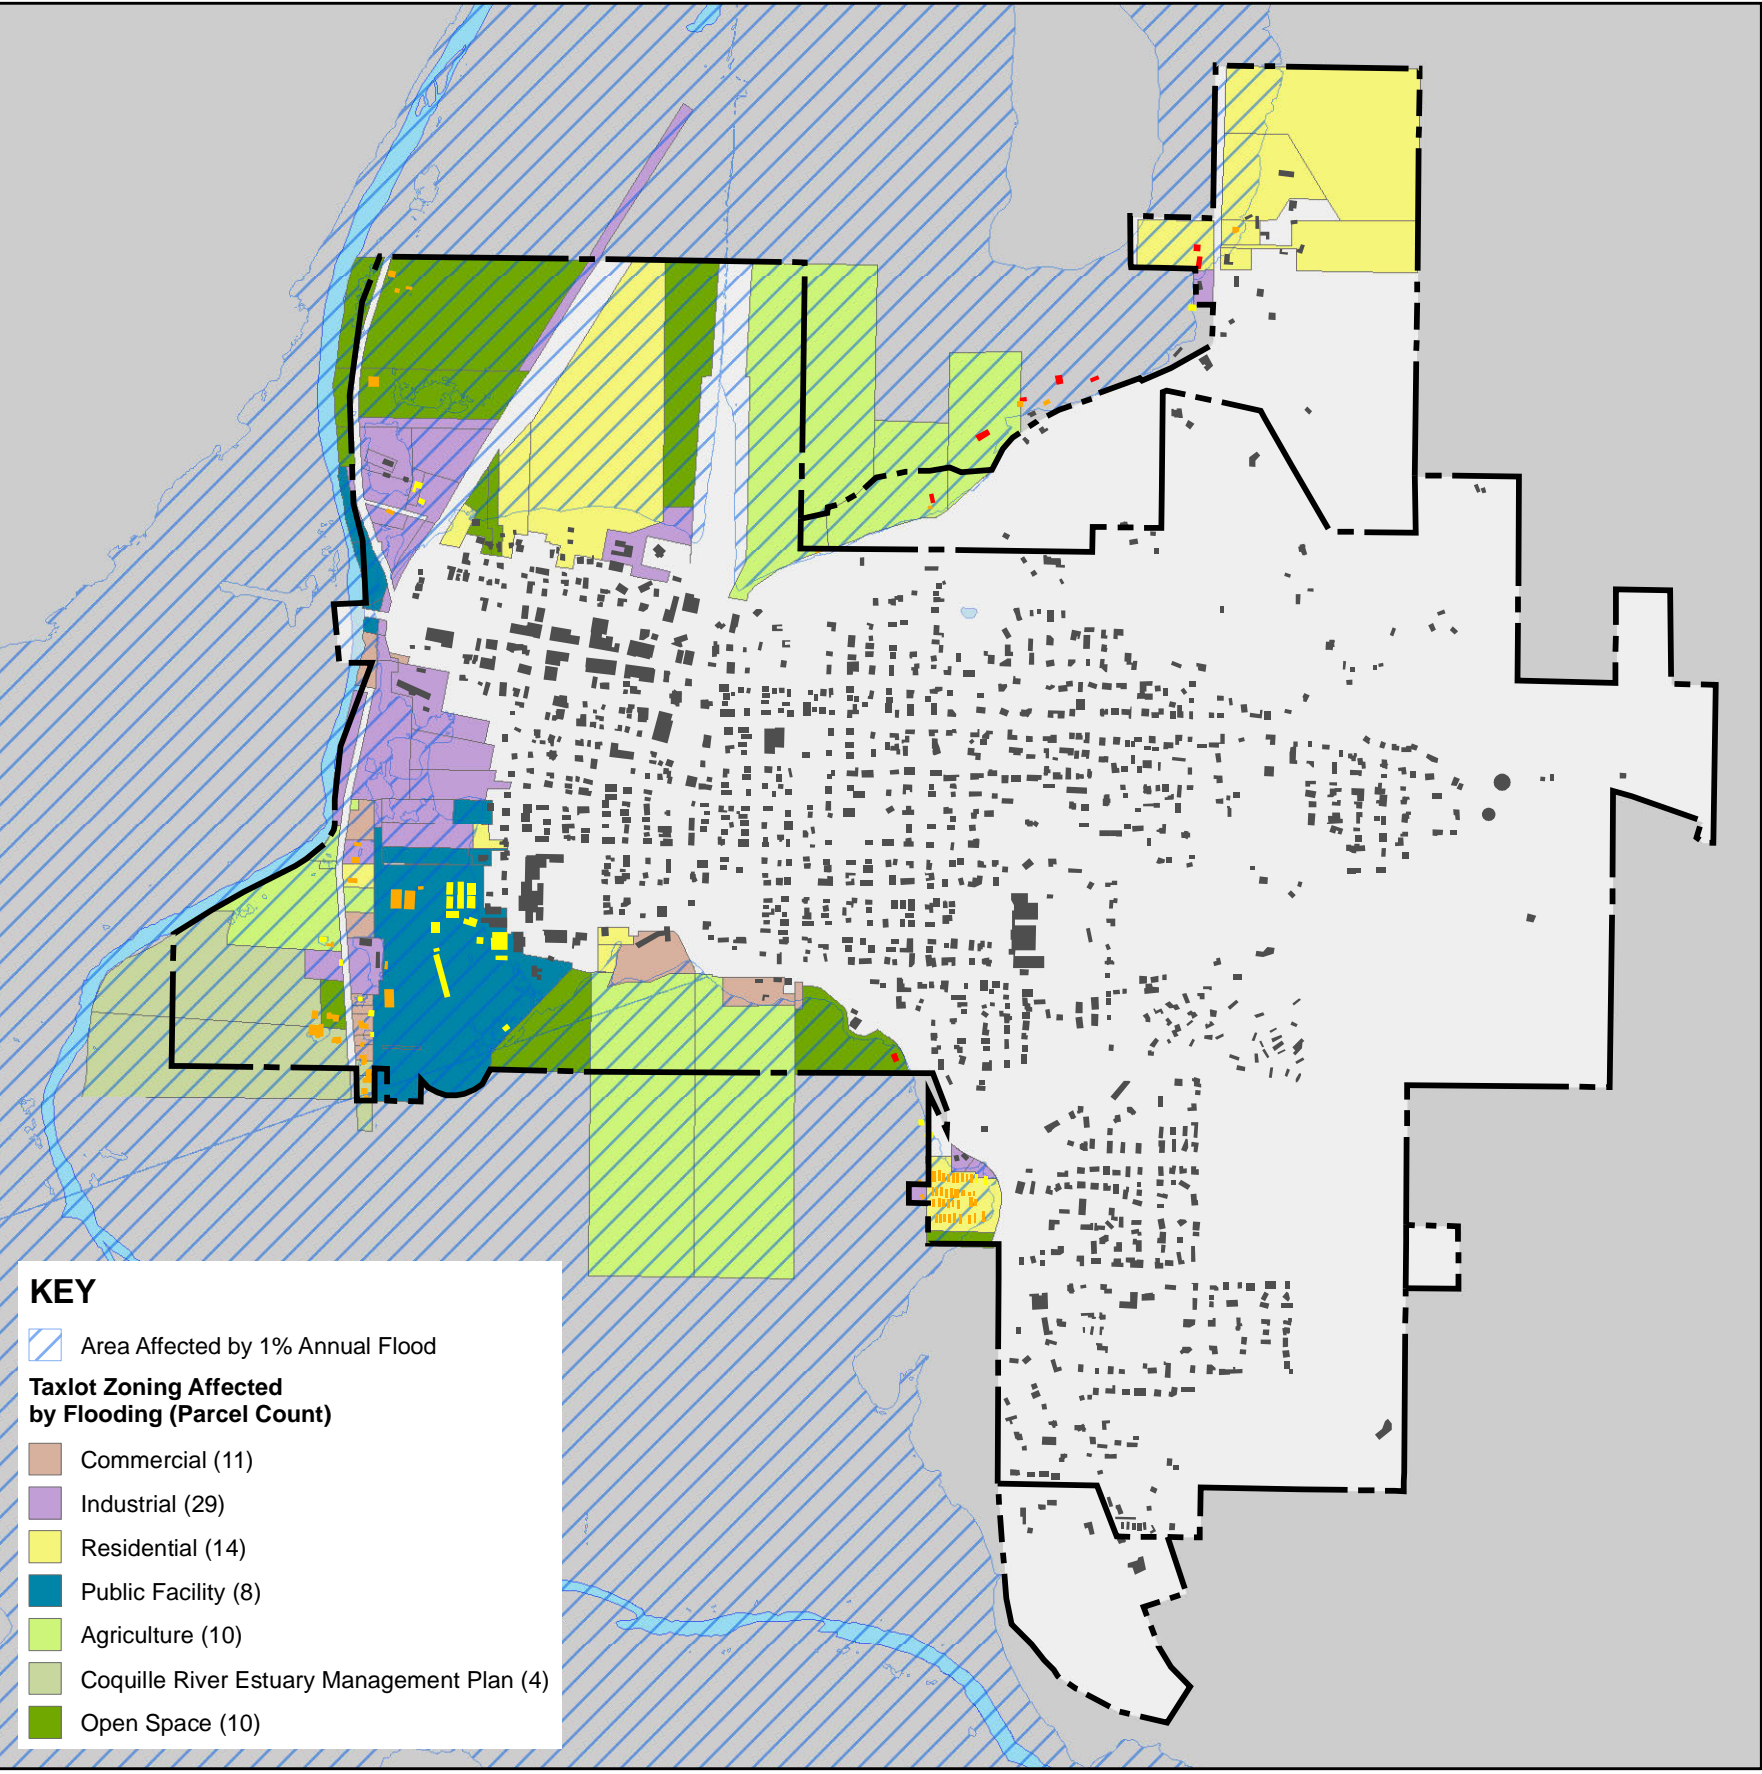 KEY
Area Affected by 1% Annual Flood
Taxlot Zoning Affected
by Flooding (Parcel Count)
Commercial (11)
Industrial (29)
Residential (14)
Public Facility (8)
Agriculture (10)
Coquille River Estuary Management Plan (4)
Open Space (10)